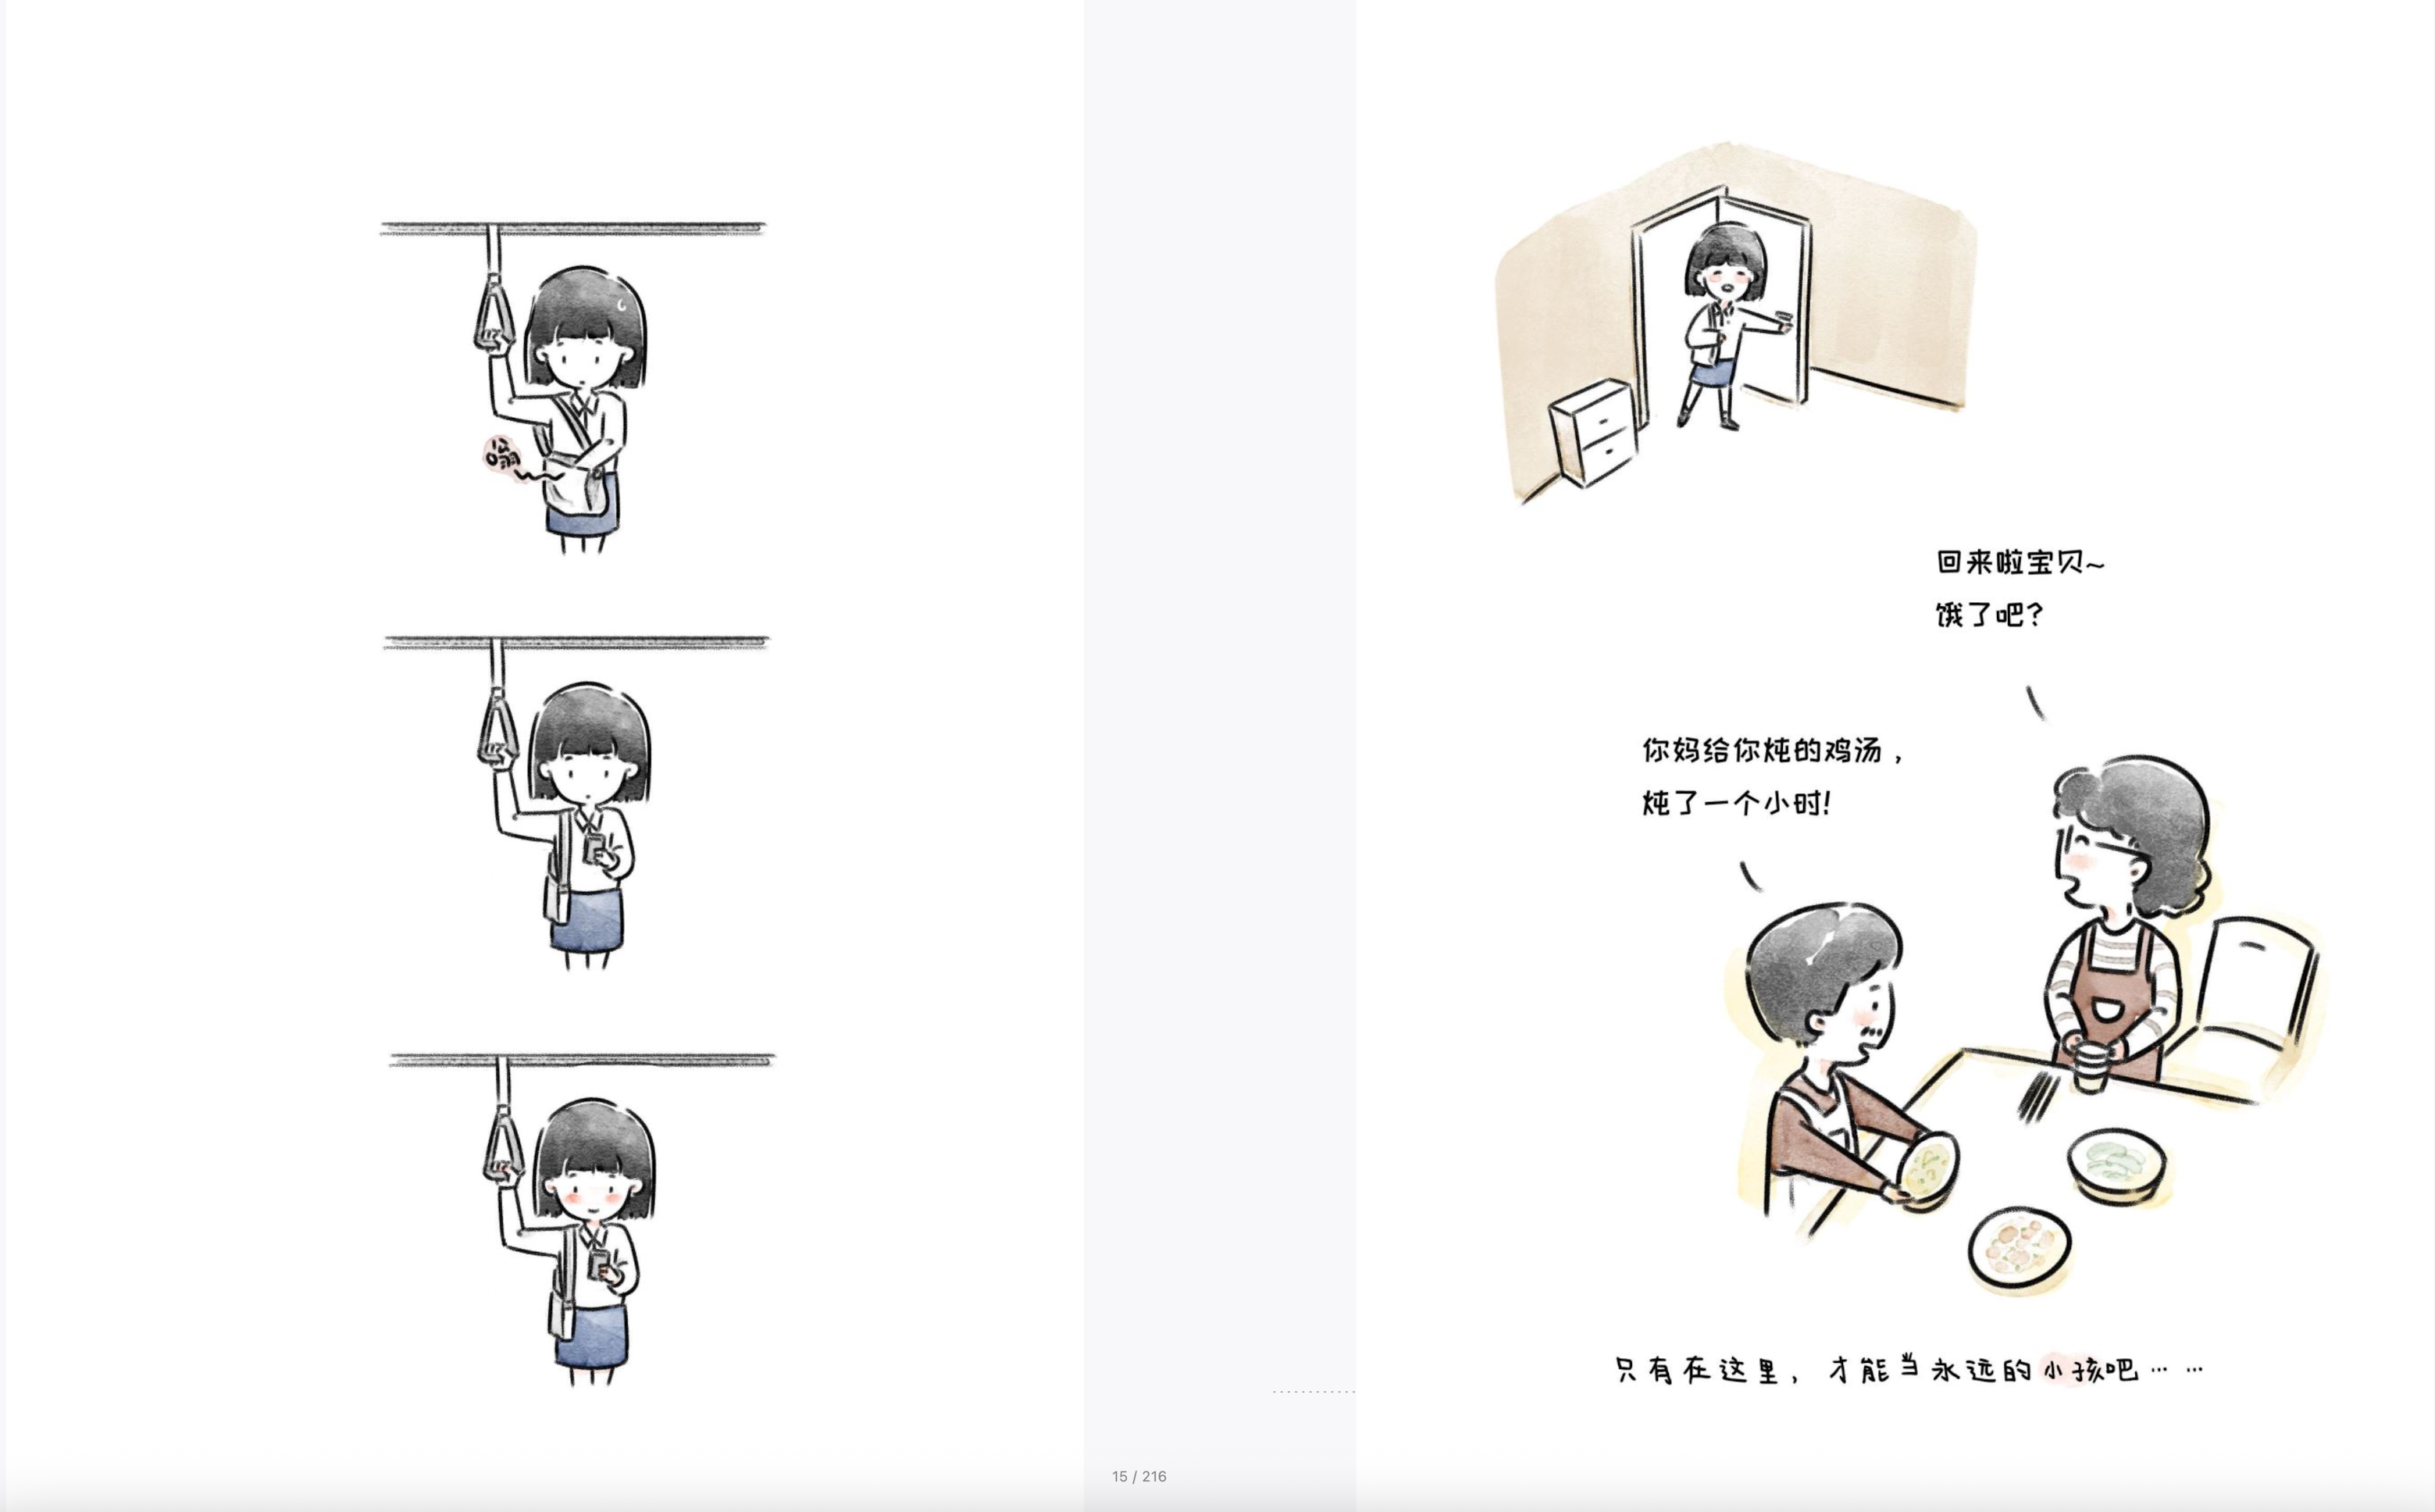 嗡
15 / 216
回来啦宝贝~
饿了吧?
你妈给你炖的鸡汤，
炖了一个小时!
只有在这里，才能当永远的小孩吧……